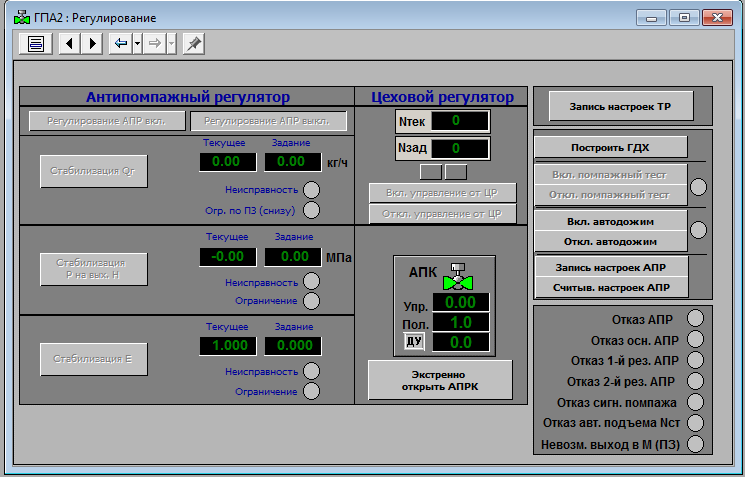 ГПА2 : Регулирование
Антипомпажный регулятор
Регулирование АПР вкл.
Регулирование АПР выкл.
Текущее Задание
Стабилизация Qг
0.00 0.00 кг/ч
Неисправность
Огр. по ПЗ (снизу)
Текущее Задание
Стабилизация
Р на вых. Н
-0.00 0.00 МПа
Неисправность
Ограничение
Текущее Задание
Стабилизация Е
1.000 0.000
Неисправность
Ограничение
Цеховой регулятор
Nтек 0
Nзад 0
Вкл. управление от ЦР
Откл. управление от ЦР
АПК
Упр. 0.00
Пол. 1.0
ДУ 0.0
Экстренно
открыть АПРК
Запись настроек ТР
Построить ГДХ
Вкл. помпажный тест
Откл. помпажный тест
Вкл. автодожим
Откл. автодожим
Запись настроек АПР
Считыв. настроек АПР
Отказ АПР
Отказ осн. АПР
Отказ 1-й рез. АПР
Отказ 2-й рез. АПР
Отказ сигн. помпажа
Отказ авт. подъема Nст
Невозм. выход в М (ПЗ)